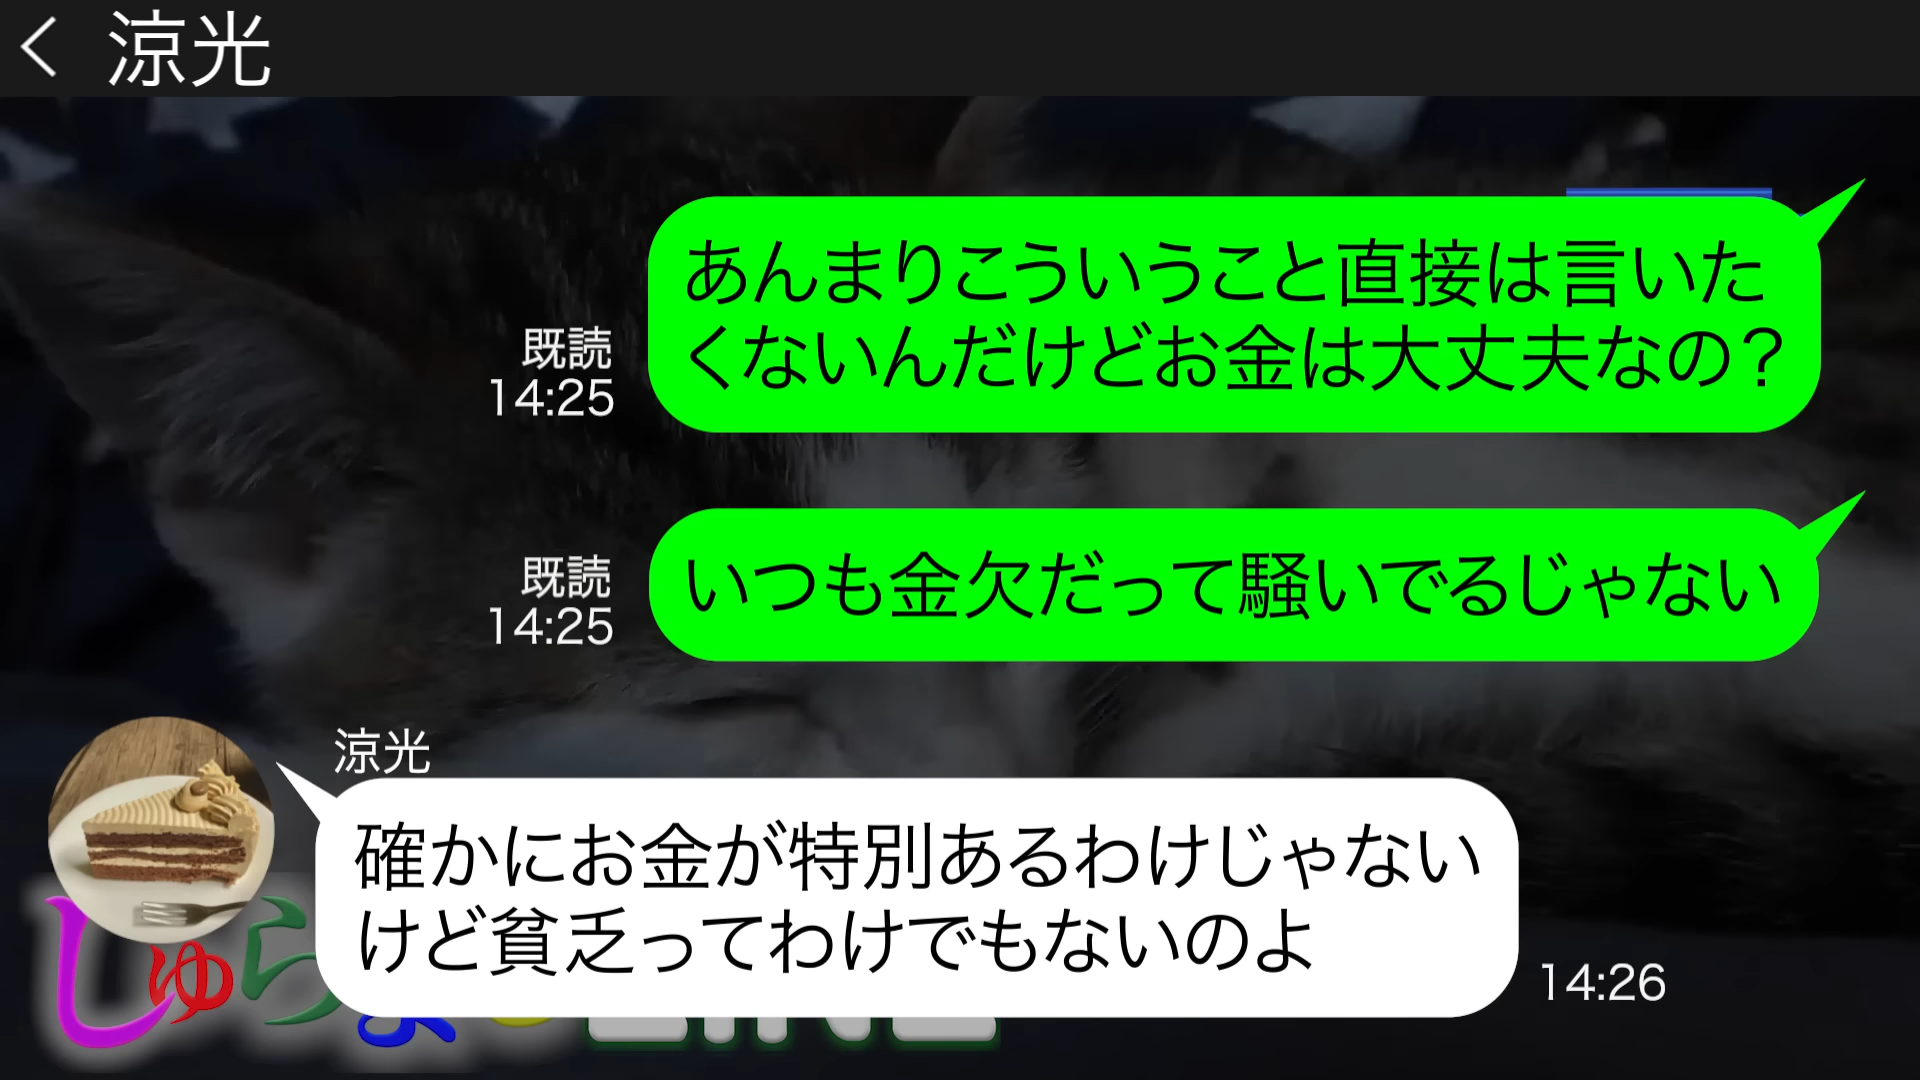 涼光
あんまりこういうこと直接は言いた
くないんだけどお金は大丈夫なの？
既読
14:25
いつも金欠だって騒いでるじゃない
既読
14:25
涼光
確かにお金が特別あるわけじゃない
けど貧乏ってわけでもないのよ
14:26
しゅら